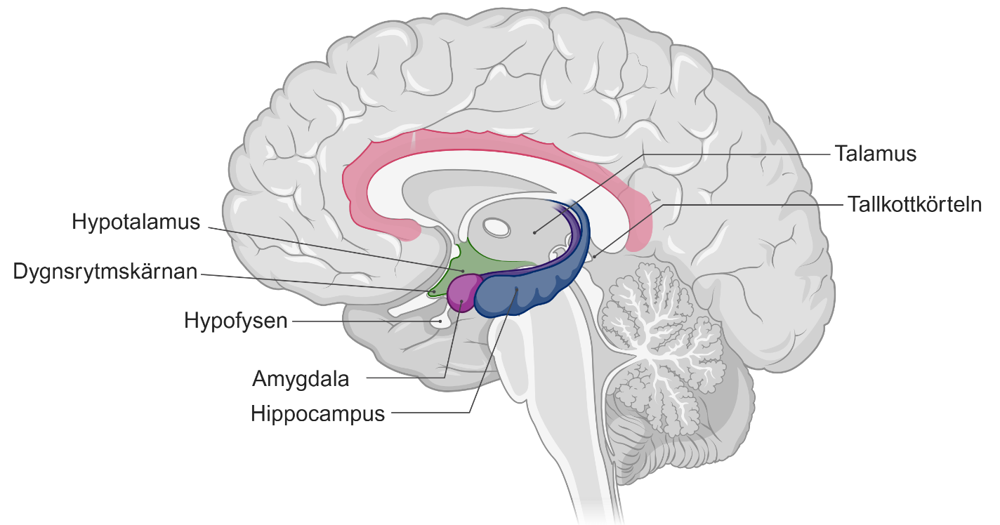 Talamus
Tallkottkörteln
Hypotalamus
Dygnsrytmskärnan
Hypofysen
Amygdala
Hippocampus